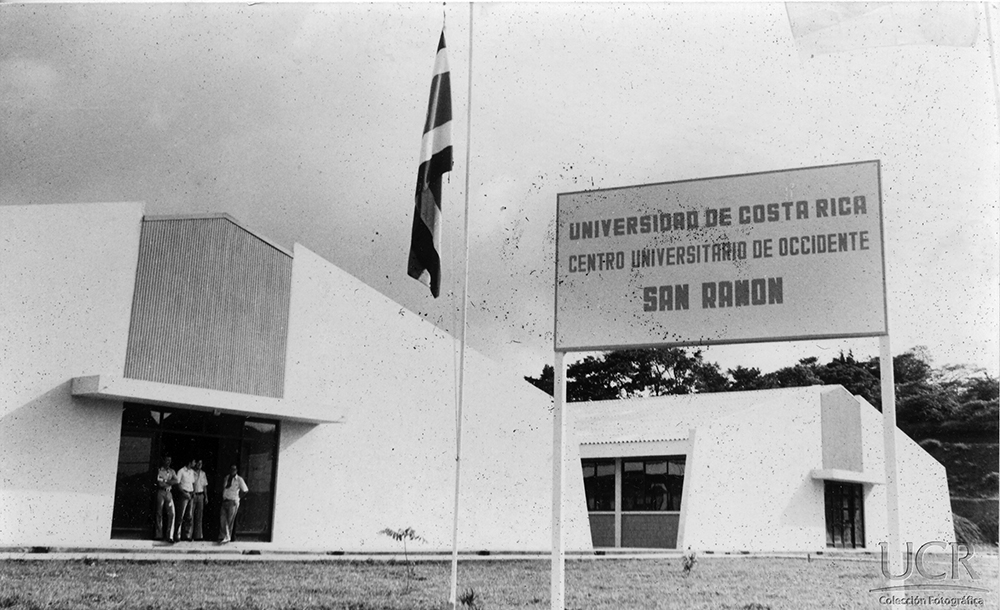 UNIVERSIDAD DE COSTA RICA
CENTRO UNIVERSITARIO DE OCCIDENTE
SAN RAMON
UCR
Colección Fotográfica